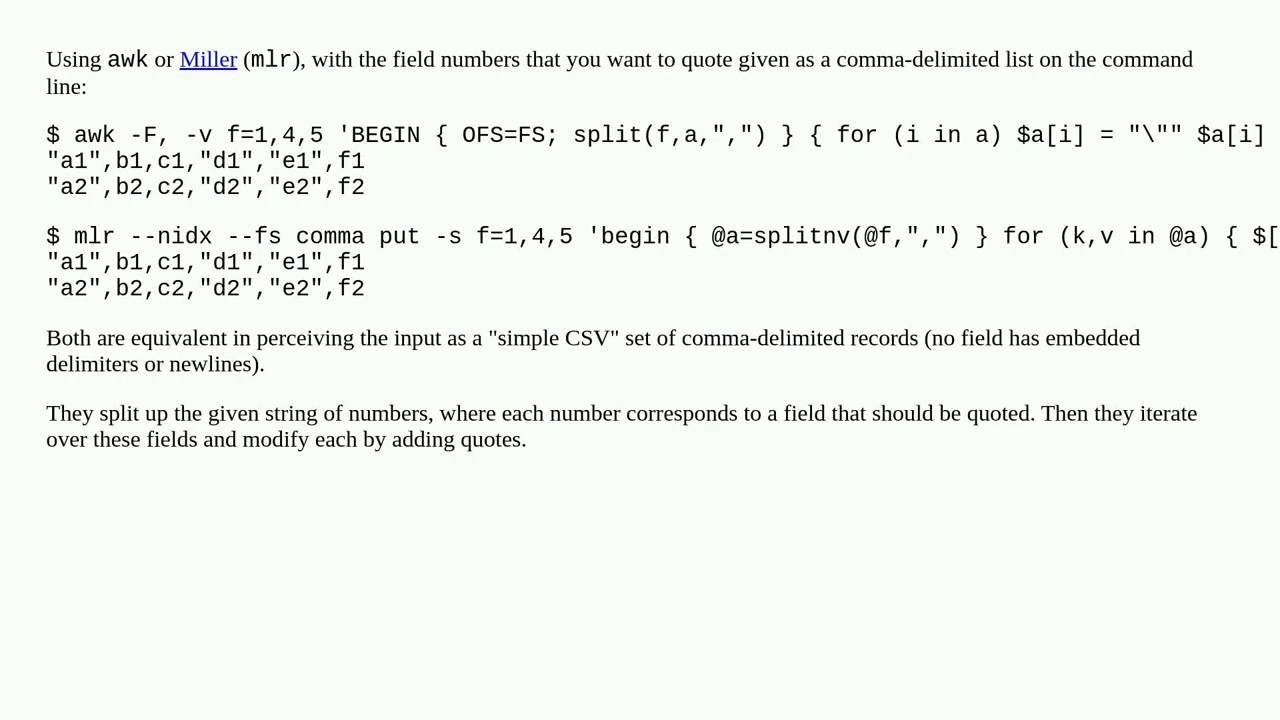 Using awk or Miller (mlr), with the field numbers that you want to quote given as a comma-delimited list on the command
line:
$ awk -F, -v f=1,4,5 'BEGIN { OFS=FS; split(f,a,",") } { for (i in a) $a[i] = "\"" $a[i]
"a1",b1,c1,"d1","e1",f1
"a2",b2,c2,"d2","e2",f2
$ mlr --nidx --fs comma put -s f=1,4,5 'begin { @a=splitnv(@f,",") } for (k,v in @a) { $[
"a1",b1,c1,"d1","e1",f1
"a2",b2,c2,"d2","e2",f2
Both are equivalent in perceiving the input as a "simple CSV" set of comma-delimited records (no field has embedded
delimiters or newlines).
They split up the given string of numbers, where each number corresponds to a field that should be quoted. Then they iterate
over these fields and modify each by adding quotes.